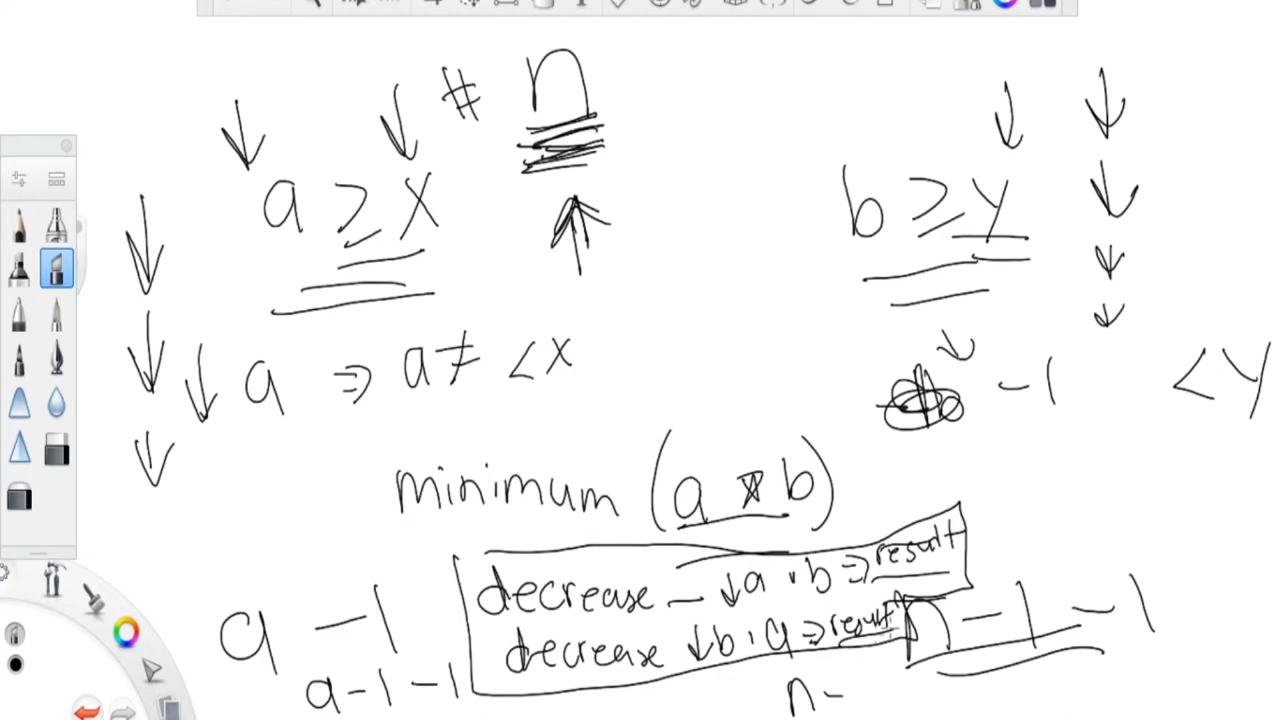 # n
a ≥ x
b ≥ y
↓ a ⇒ a ≠ < x
- 1 < y
minimum (a * b)
decrease - ↓a · b ⇒ result
a - 1
n - 1 - 1
decrease ↓b · a ⇒ result
a - 1 - 1
n -